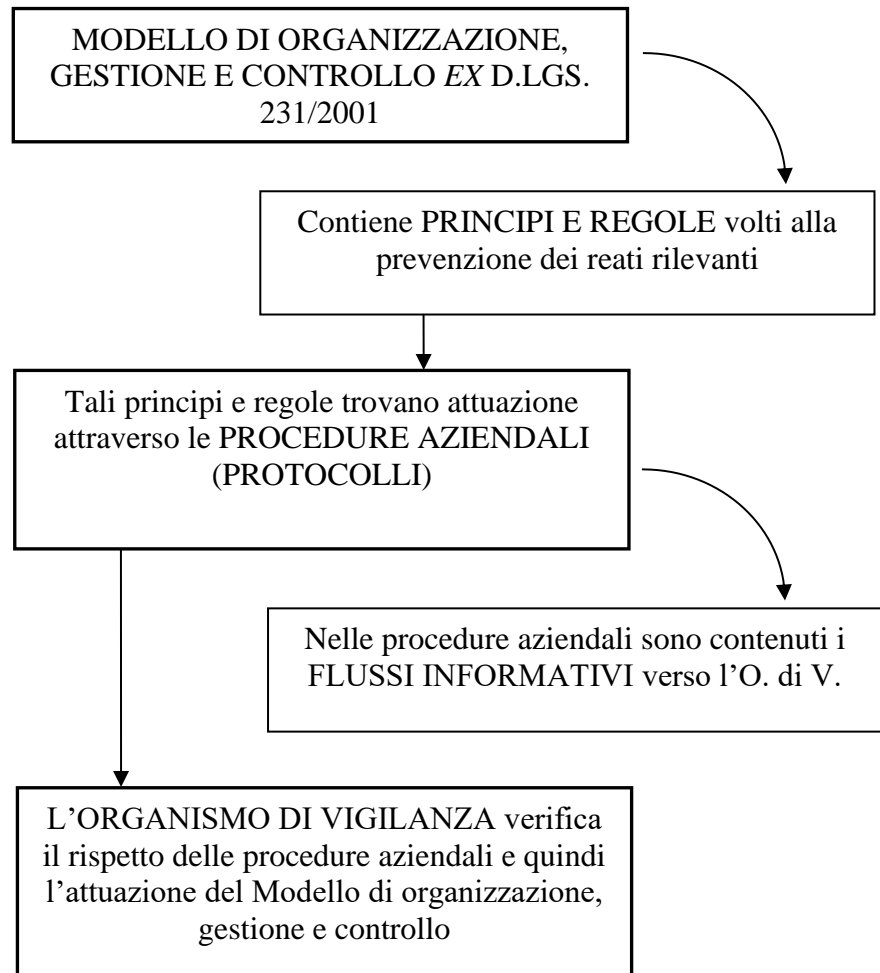 MODELLO DI ORGANIZZAZIONE,
GESTIONE E CONTROLLO EX D.LGS.
231/2001
Contiene PRINCIPI E REGOLE volti alla
prevenzione dei reati rilevanti
Tali principi e regole trovano attuazione
attraverso le PROCEDURE AZIENDALI
(PROTOCOLLI)
Nelle procedure aziendali sono contenuti i
FLUSSI INFORMATIVI verso l’O. di V.
L’ORGANISMO DI VIGILANZA verifica
il rispetto delle procedure aziendali e quindi
l’attuazione del Modello di organizzazione,
gestione e controllo